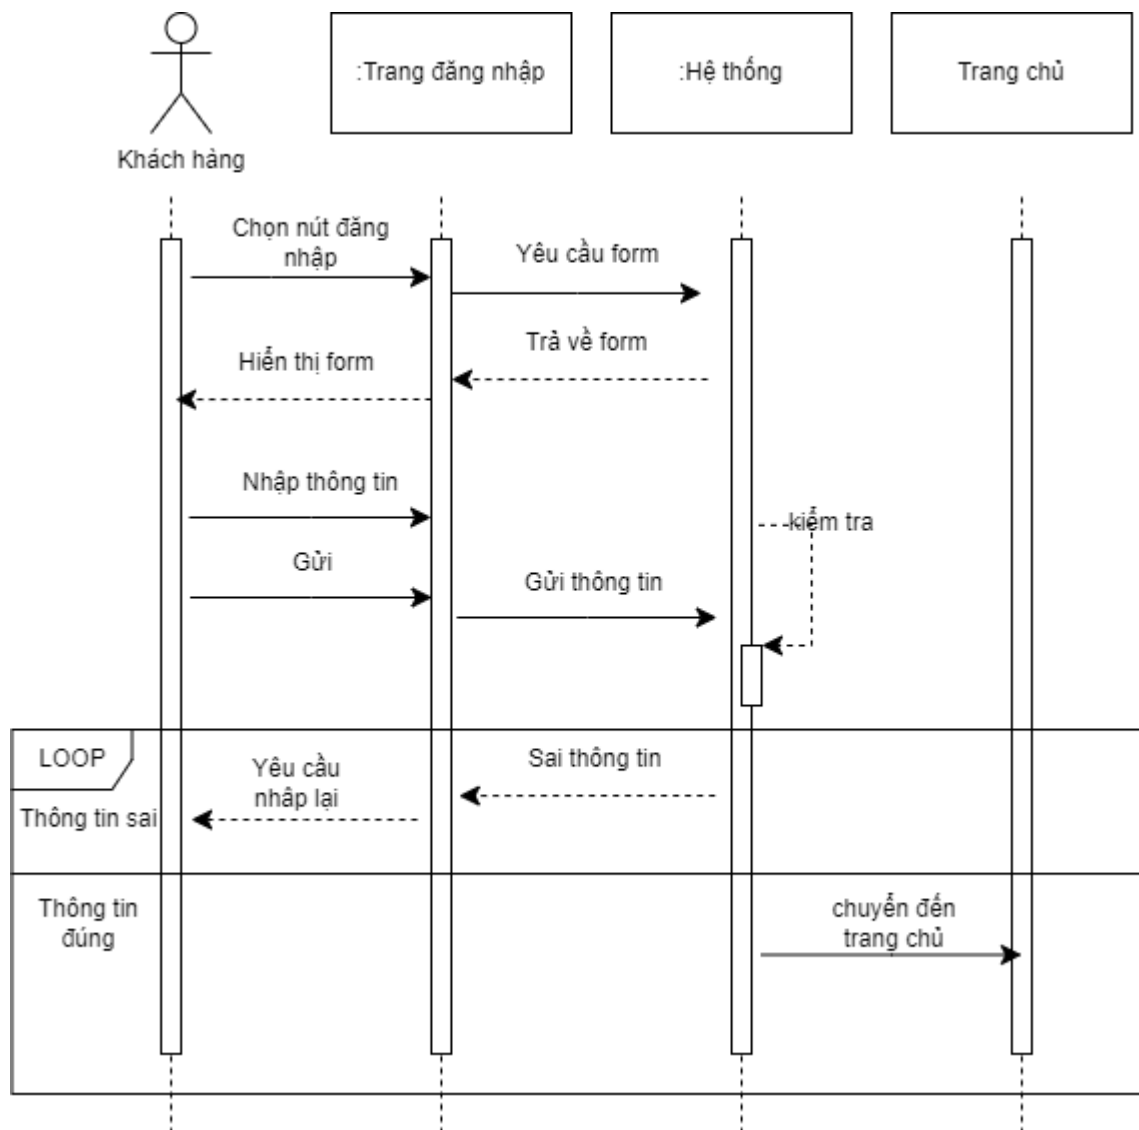 :Trang đăng nhập
:Hệ thống
Trang chủ
Khách hàng
Chọn nút đăng
nhập
Yêu cầu form
Trả về form
Hiển thị form
Nhập thông tin
kiểm tra
Gửi
Gửi thông tin
LOOP
Sai thông tin
Yêu cầu
nhâp lại
Thông tin sai
Thông tin
đúng
chuyển đến
trang chủ